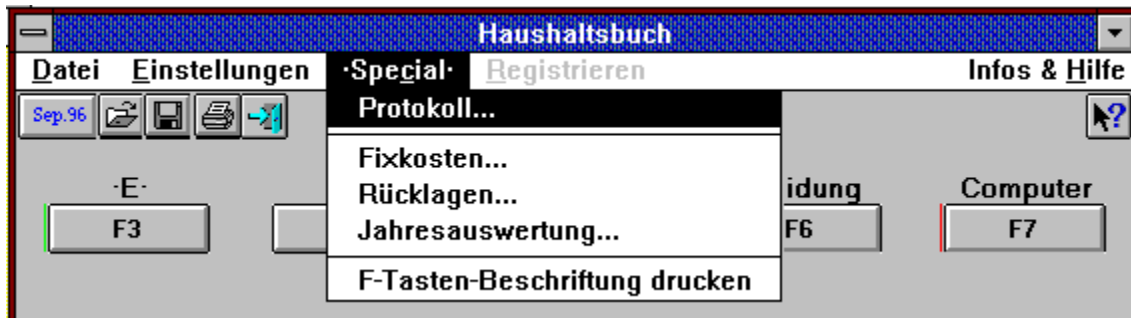 Haushaltsbuch
Datei Einstellungen ·Special· Registrieren Infos & Hilfe
Sep.96 Protokoll... ?
Fixkosten...
·E· Rücklagen... idung Computer
F3 Jahresauswertung... F6 F7
F-Tasten-Beschriftung drucken